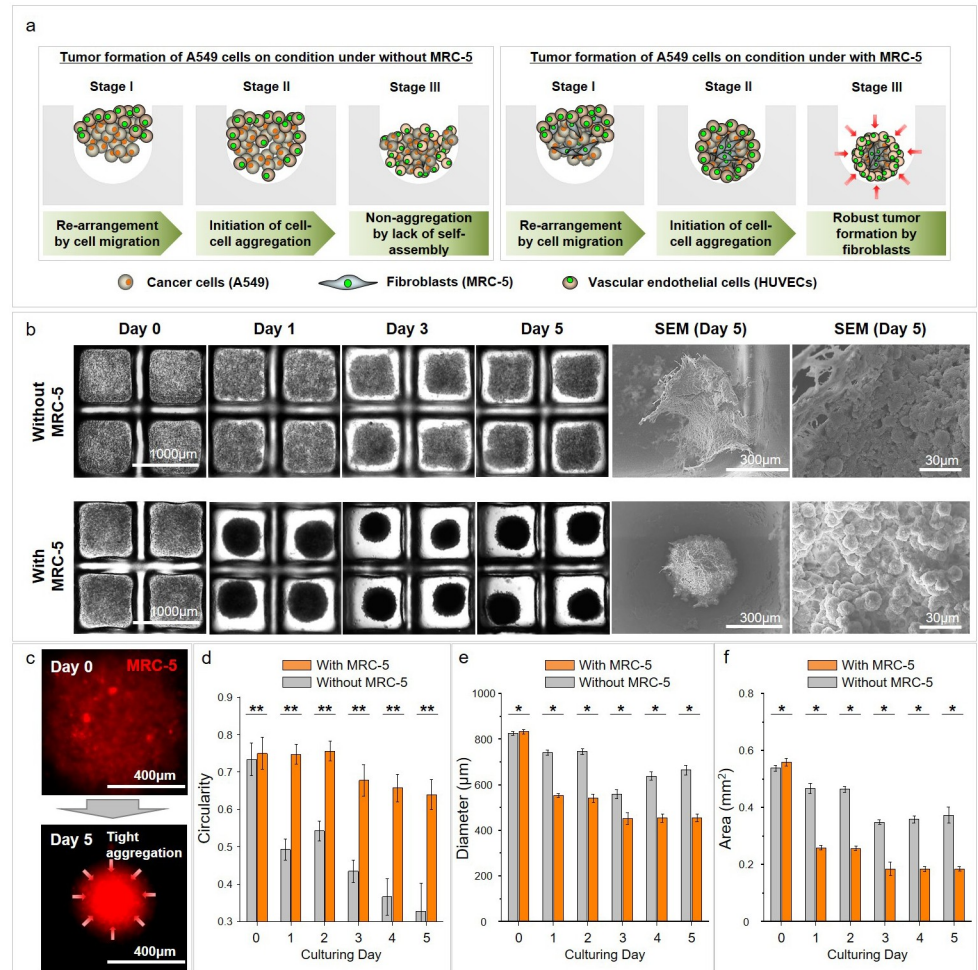 a
Tumor formation of A549 cells on condition under without MRC-5
Stage I
Stage II
Stage III
Re-arrangement
by cell migration
Initiation of cell-
cell aggregation
Non-aggregation
by lack of self-
assembly
Tumor formation of A549 cells on condition under with MRC-5
Stage I
Stage II
Stage III
Re-arrangement
by cell migration
Initiation of cell-
cell aggregation
Robust tumor
formation by
fibroblasts
Cancer cells (A549)
Fibroblasts (MRC-5)
Vascular endothelial cells (HUVECs)
b
Day 0
Day 1
Day 3
Day 5
SEM (Day 5)
SEM (Day 5)
Without
MRC-5
1000μm
300μm
30μm
With
MRC-5
1000μm
300μm
30μm
c
Day 0
MRC-5
400μm
Day 5
Tight
aggregation
400μm
d
With MRC-5
Without MRC-5
Circularity
0.9
0.8
0.7
0.6
0.5
0.4
0.3
** ** ** ** ** **
0 1 2 3 4 5
Culturing Day
e
With MRC-5
Without MRC-5
Diameter (μm)
1000
800
600
400
200
0
* * * * * *
0 1 2 3 4 5
Culturing Day
f
With MRC-5
Without MRC-5
Area (mm²)
0.8
0.6
0.4
0.2
0.0
* * * * * *
0 1 2 3 4 5
Culturing Day